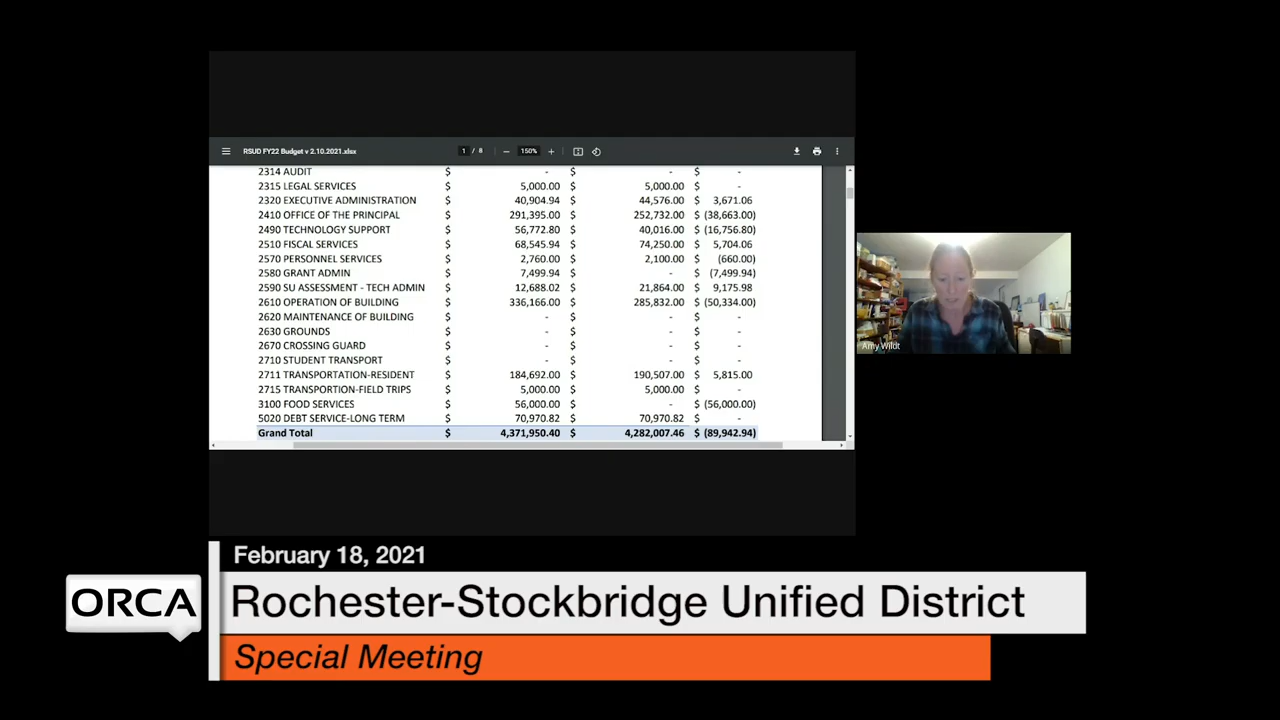 RSUD FY22 Budget v 2.10.2021.xlsx 1 / 8 150%
2314 AUDIT $ - $ - $ -
2315 LEGAL SERVICES $ 5,000.00 $ 5,000.00 $ -
2320 EXECUTIVE ADMINISTRATION $ 40,904.94 $ 44,576.00 $ 3,671.06
2410 OFFICE OF THE PRINCIPAL $ 291,395.00 $ 252,732.00 $ (38,663.00)
2490 TECHNOLOGY SUPPORT $ 56,772.80 $ 40,016.00 $ (16,756.80)
2510 FISCAL SERVICES $ 68,545.94 $ 74,250.00 $ 5,704.06
2570 PERSONNEL SERVICES $ 2,760.00 $ 2,100.00 $ (660.00)
2580 GRANT ADMIN $ 7,499.94 $ - $ (7,499.94)
2590 SU ASSESSMENT - TECH ADMIN $ 12,688.02 $ 21,864.00 $ 9,175.98
2610 OPERATION OF BUILDING $ 336,166.00 $ 285,832.00 $ (50,334.00)
2620 MAINTENANCE OF BUILDING $ - $ - $ -
2630 GROUNDS $ - $ - $ -
2670 CROSSING GUARD $ - $ - $ -
2710 STUDENT TRANSPORT $ - $ - $ -
2711 TRANSPORTATION-RESIDENT $ 184,692.00 $ 190,507.00 $ 5,815.00
2715 TRANSPORTION-FIELD TRIPS $ 5,000.00 $ 5,000.00 $ -
3100 FOOD SERVICES $ 56,000.00 $ - $ (56,000.00)
5020 DEBT SERVICE-LONG TERM $ 70,970.82 $ 70,970.82 $ -
Grand Total $ 4,371,950.40 $ 4,282,007.46 $ (89,942.94)
Amy Wildt
February 18, 2021
ORCA
Rochester-Stockbridge Unified District
Special Meeting